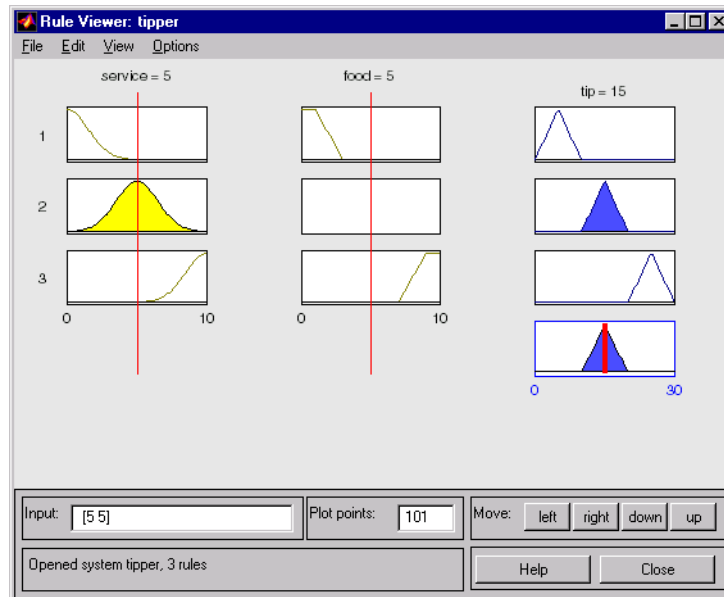 Rule Viewer: tipper
File Edit View Options
service = 5
food = 5
tip = 15
1
2
3
0 10
0 10
0 30
Input: [5 5]
Plot points: 101
Move: left right down up
Opened system tipper, 3 rules
Help Close